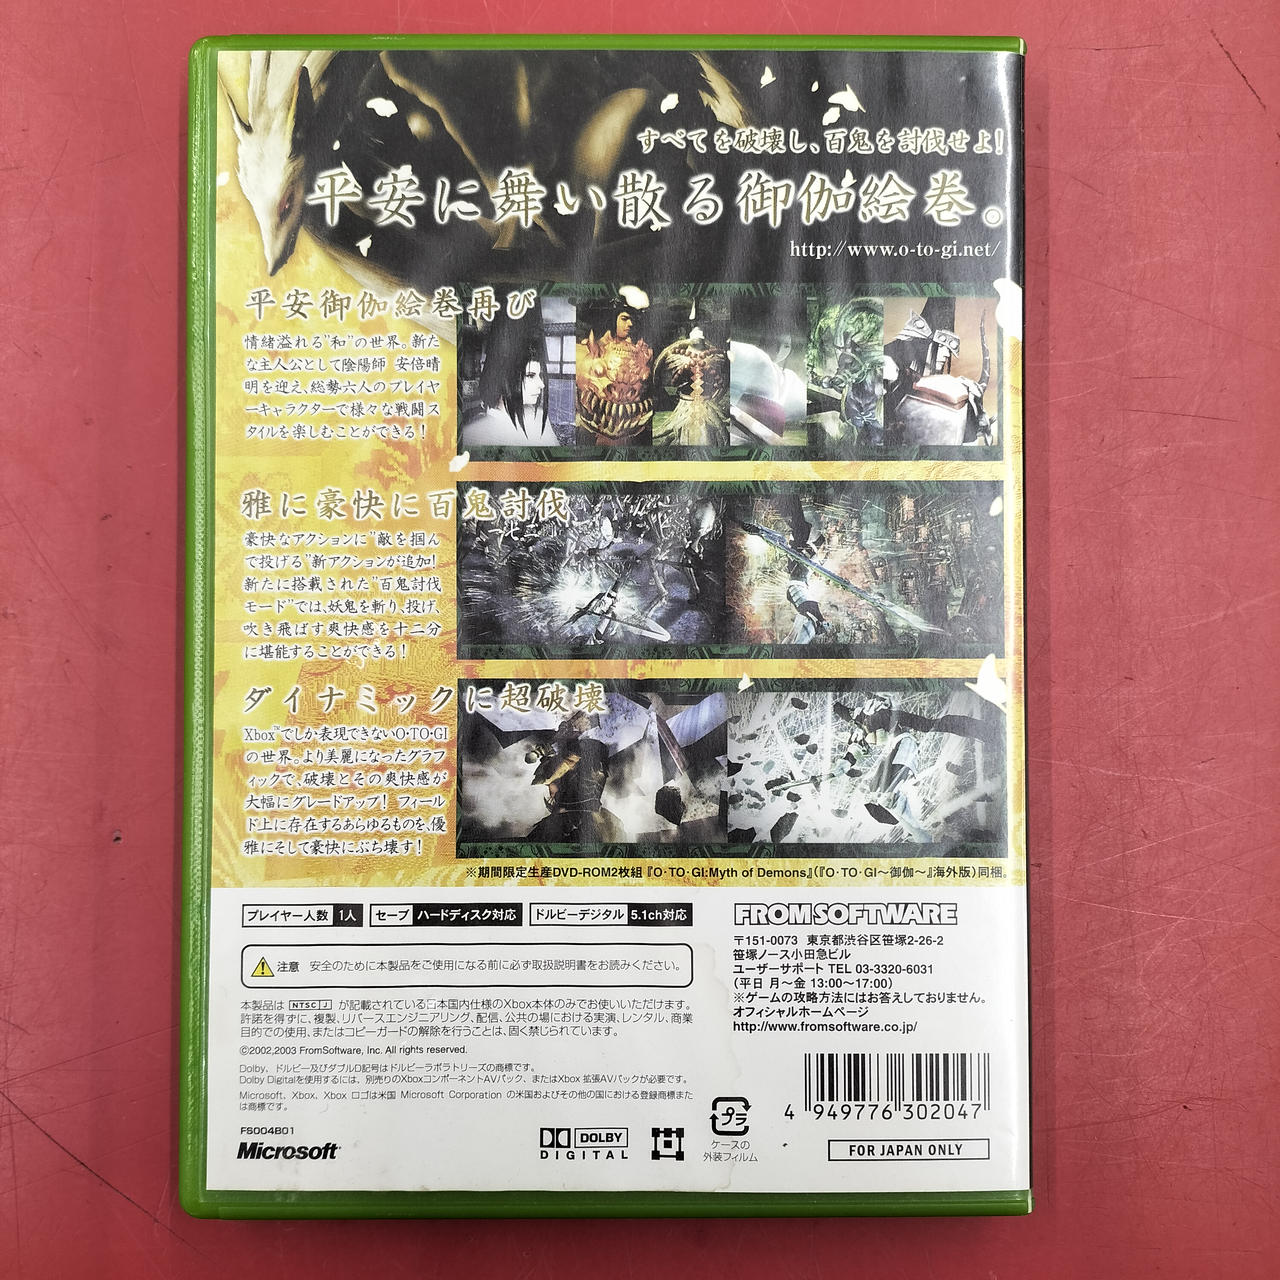 すべてを破壊し、百鬼を討伐せよ!
平安に舞い散る御伽絵巻。
http://www.o-to-gi.net/
平安御伽絵巻再び
情緒溢れる"和"の世界。新た
な主人公として陰陽師 安倍晴
明を迎え、総勢六人のプレイヤ
ーキャラクターで様々な戦闘ス
タイルを楽しむことができる!
雅に豪快に百鬼討伐
豪快なアクションに"敵を掴ん
で投げる"新アクションが追加!
新たに搭載された"百鬼討伐
モード"では、妖鬼を斬り、投げ、
吹き飛ばす爽快感を十二分
に堪能することができる!
ダイナミックに超破壊
Xbox™でしか表現できないO・TO・GI
の世界。より美麗になったグラフ
ィックで、破壊とその爽快感が
大幅にグレードアップ! フィール
ド上に存在するあらゆるものを、優
雅にそして豪快にぶち壊す!
※期間限定生産DVD-ROM2枚組『O・TO・GI:Myth of Demons』(『O・TO・GI〜御伽〜』海外版)同梱。
プレイヤー人数 1人 セーブ ハードディスク対応 ドルビーデジタル 5.1ch対応
注意 安全のために本製品をご使用になる前に必ず取扱説明書をお読みください。
本製品は NTSC J が記載されている日本国内仕様のXbox本体のみでお使いいただけます。
許諾を得ずに、複製、リバースエンジニアリング、配信、公共の場における実演、レンタル、商業
目的での使用、またはコピーガードの解除を行うことは、固く禁じられています。
©2002,2003 FromSoftware, Inc. All rights reserved.
Dolby、ドルビー及びダブルD記号はドルビーラボラトリーズの商標です。
Dolby Digitalを使用するには、別売りのXboxコンポーネントAVパック、またはXbox 拡張AVパックが必要です。
Microsoft、Xbox、Xbox ロゴは米国 Microsoft Corporation の米国およびその他の国における登録商標また
は商標です。
FS004B01
Microsoft
DOLBY
DIGITAL
プラ
ケースの
外装フィルム
FROMSOFTWARE
〒151-0073 東京都渋谷区笹塚2-26-2
笹塚ノース小田急ビル
ユーザーサポート TEL 03-3320-6031
(平日 月〜金 13:00〜17:00)
※ゲームの攻略方法にはお答えしておりません。
オフィシャルホームページ
http://www.fromsoftware.co.jp/
4 949776 302047
FOR JAPAN ONLY